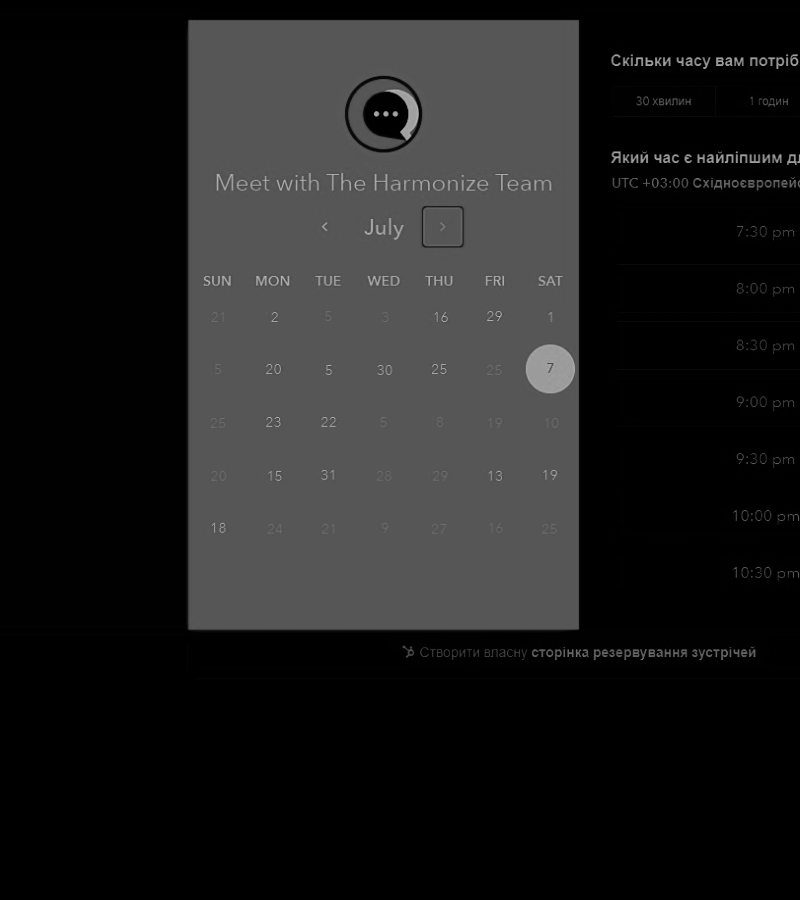 Meet with The Harmonize Team
July
SUN MON TUE WED THU FRI SAT
21 2 5 3 16 29 1
5 20 5 30 25 25 7
25 23 22 5 8 19 10
20 15 31 28 29 13 19
18 24 21 9 27 16 25
Скільки часу вам потріб
30 хвилин 1 годин
Який час є найліпшим д
UTC +03:00 Східноєвропейс
7:30 pm
8:00 pm
8:30 pm
9:00 pm
9:30 pm
10:00 pm
10:30 pm
Створити власну сторінка резервування зустрічей